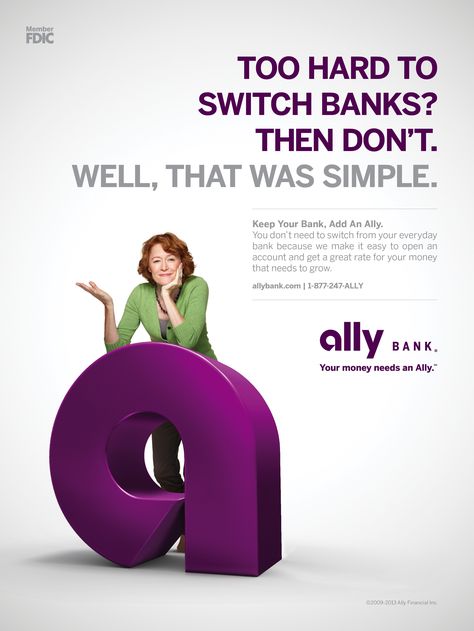 Member
FDIC
TOO HARD TO
SWITCH BANKS?
THEN DON'T.
WELL, THAT WAS SIMPLE.
Keep Your Bank, Add An Ally.
You don't need to switch from your everyday
bank because we make it easy to open an
account and get a great rate for your money
that needs to grow.
allybank.com | 1-877-247-ALLY
ally BANK®
Your money needs an Ally.™
a
©2009-2013 Ally Financial Inc.